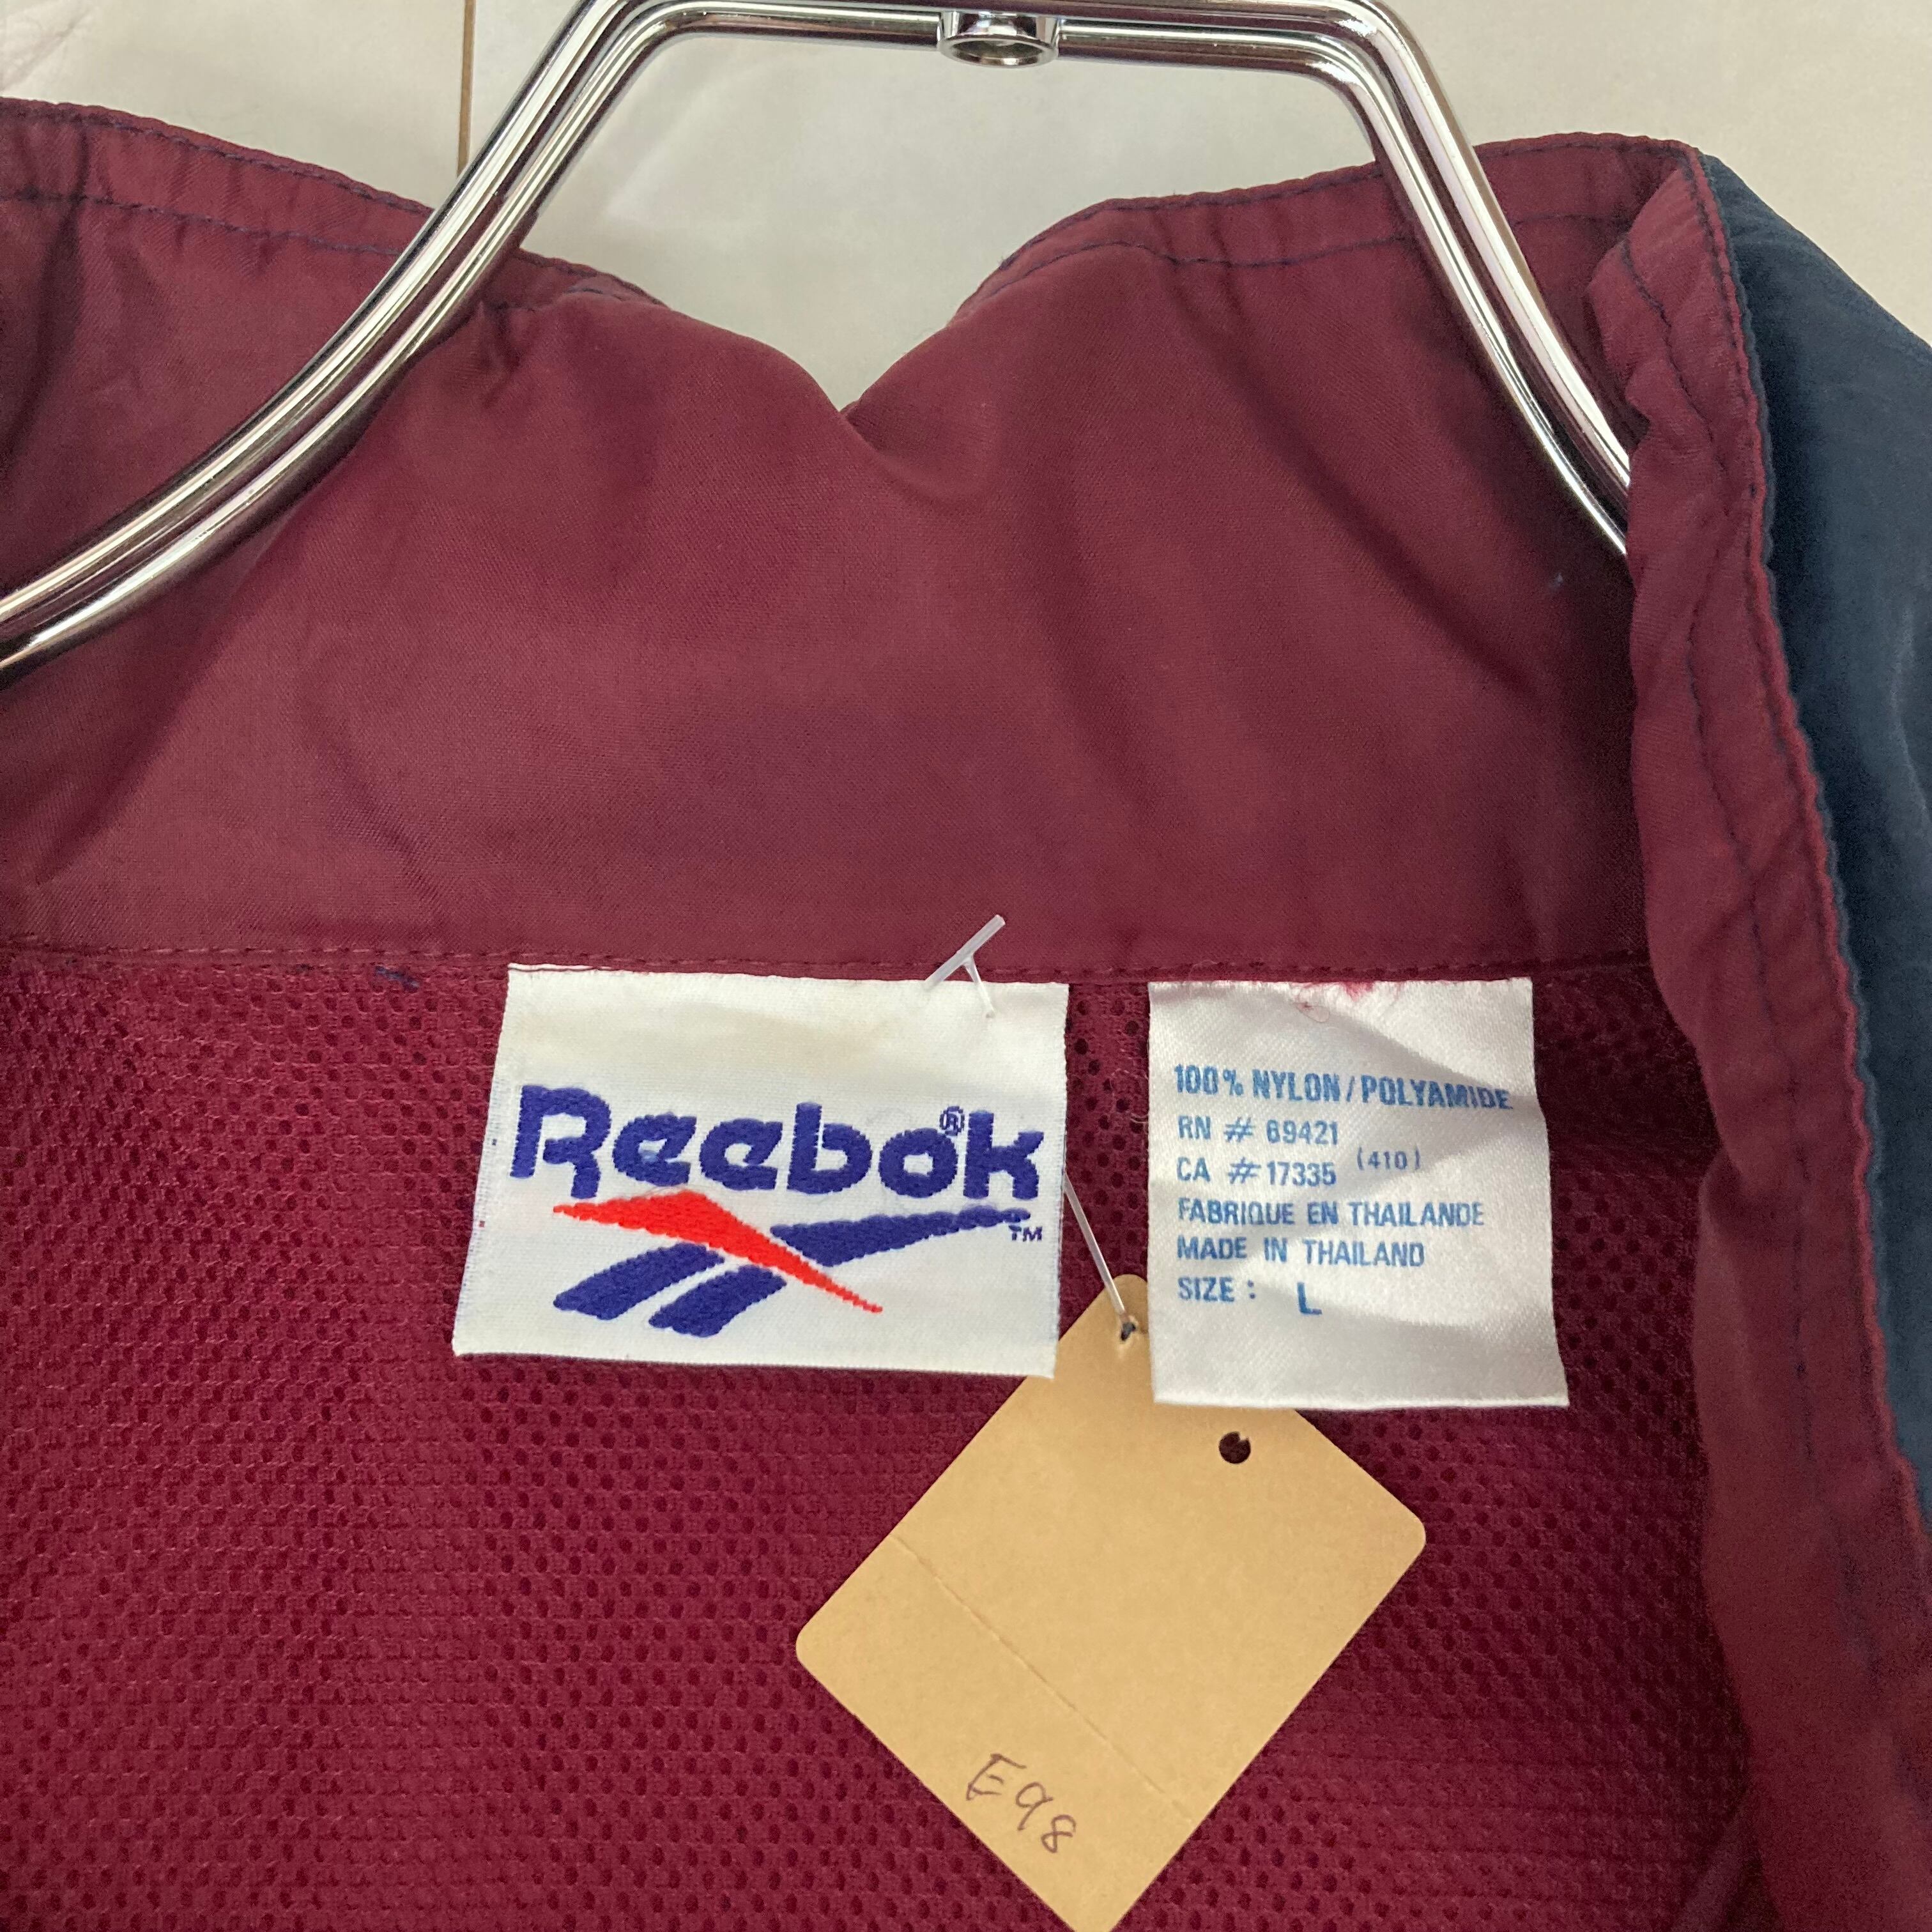 Reebok®
™
100% NYLON/POLYAMIDE
RN # 69421
CA # 17335 (410)
FABRIQUE EN THAILANDE
MADE IN THAILAND
SIZE : L
E98